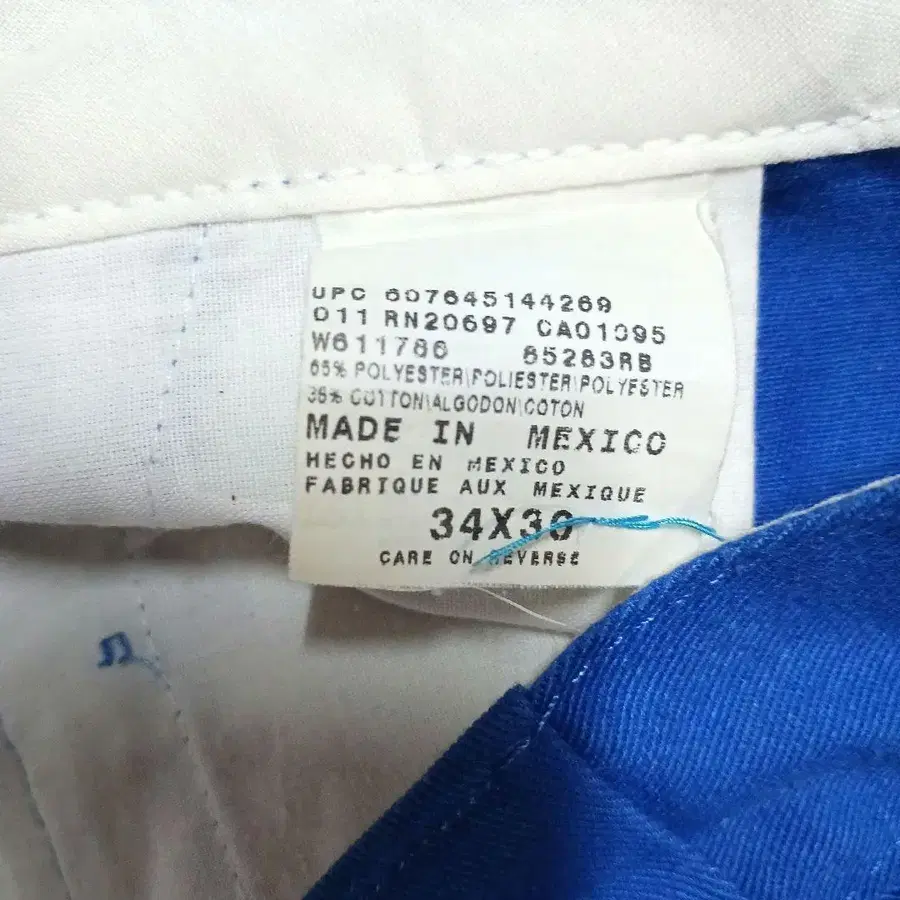 UPC 607645144269
011 RN20697 CA01095
W611786 85283RB
65% POLYESTER\POLIESTER\POLYESTER
35% COTTON\ALGODON\COTON
MADE IN MEXICO
HECHO EN MEXICO
FABRIQUE AUX MEXIQUE
34X30
CARE ON REVERSE